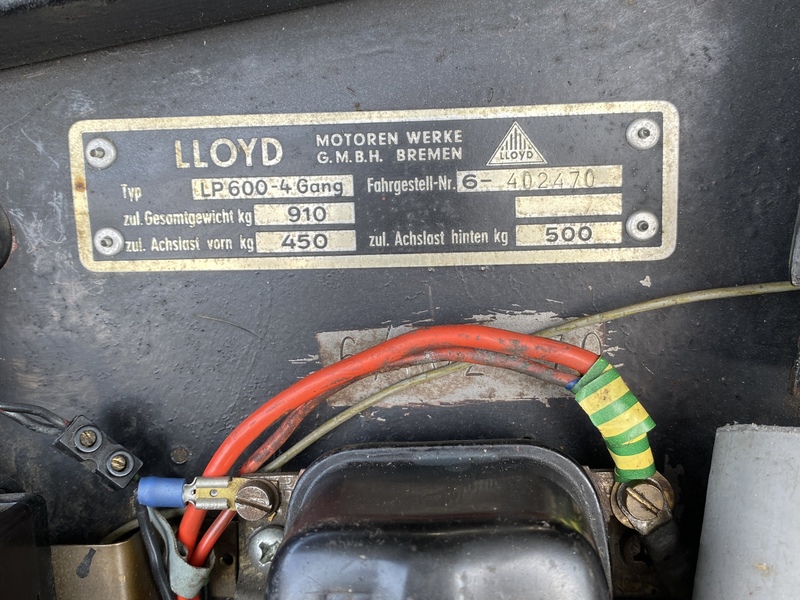 LLOYD
MOTOREN WERKE
G.M.B.H. BREMEN
LLOYD
Typ LP 600-4 Gang Fahrgestell-Nr. 6- 402470
zul. Gesamtgewicht kg 910
zul. Achslast vorn kg 450 zul. Achslast hinten kg 500